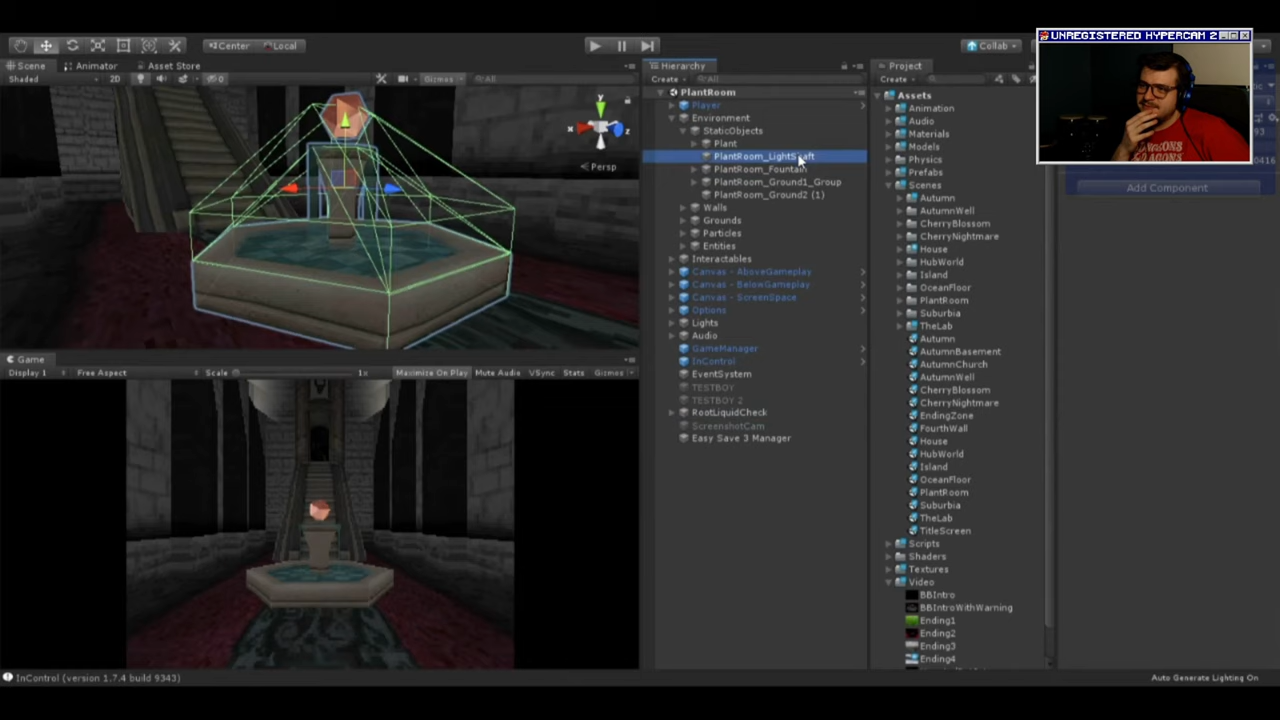 UNREGISTERED HYPERCAM 2
Center
Local
Collab
Scene
Animator
Asset Store
Shaded
2D
Gizmos
All
Y
X
Z
Persp
Hierarchy
Create
All
PlantRoom
Player
Environment
StaticObjects
Plant
PlantRoom_Fountain
PlantRoom_Ground1_Group
PlantRoom_Ground2 (1)
Walls
Grounds
Particles
Entities
Interactables
Canvas - AboveGameplay
Canvas - BelowGameplay
Canvas - ScreenSpace
Options
Lights
Audio
GameManager
InControl
EventSystem
TESTBOY
TESTBOY 2
RootLiquidCheck
ScreenshotCam
Easy Save 3 Manager
Project
Create
Assets
Animation
Audio
Materials
Models
Physics
Prefabs
Scenes
Autumn
AutumnWell
CherryBlossom
CherryNightmare
House
HubWorld
Island
OceanFloor
PlantRoom
Suburbia
TheLab
Autumn
AutumnBasement
AutumnChurch
AutumnWell
CherryBlossom
CherryNightmare
EndingZone
FourthWall
House
HubWorld
Island
OceanFloor
PlantRoom
Suburbia
TheLab
TitleScreen
Scripts
Shaders
Textures
Video
BBIntro
BBIntroWithWarning
Ending1
Ending2
Ending3
Ending4
Add Component
Game
Display 1
Free Aspect
Scale
1x
Maximize On Play
Mute Audio
VSync
Stats
Gizmos
InControl (version 1.7.4 build 9343)
Auto Generate Lighting On